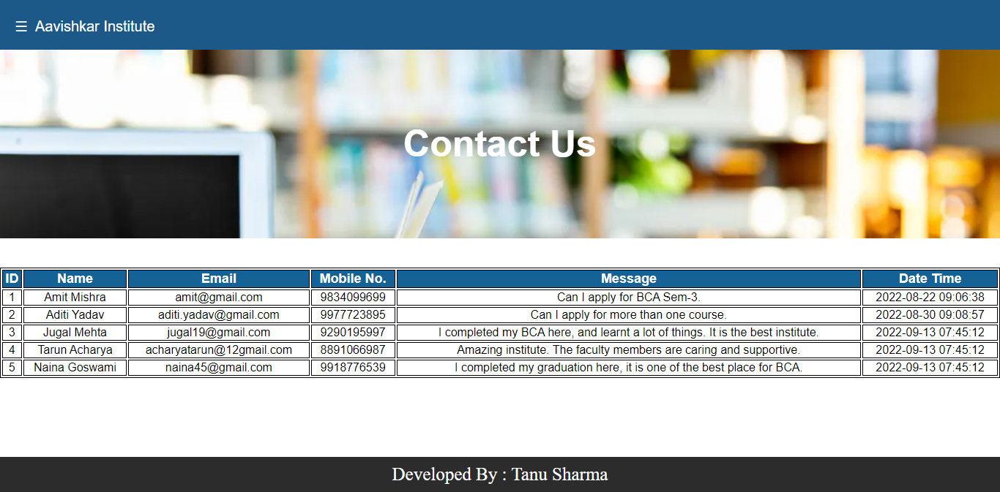 ☰ Aavishkar Institute
Contact Us
ID Name Email Mobile No. Message Date Time
1 Amit Mishra amit@gmail.com 9834099699 Can I apply for BCA Sem-3. 2022-08-22 09:06:38
2 Aditi Yadav aditi.yadav@gmail.com 9977723895 Can I apply for more than one course. 2022-08-30 09:08:57
3 Jugal Mehta jugal19@gmail.com 9290195997 I completed my BCA here, and learnt a lot of things. It is the best institute. 2022-09-13 07:45:12
4 Tarun Acharya acharyatarun@12gmail.com 8891066987 Amazing institute. The faculty members are caring and supportive. 2022-09-13 07:45:12
5 Naina Goswami naina45@gmail.com 9918776539 I completed my graduation here, it is one of the best place for BCA. 2022-09-13 07:45:12
Developed By : Tanu Sharma